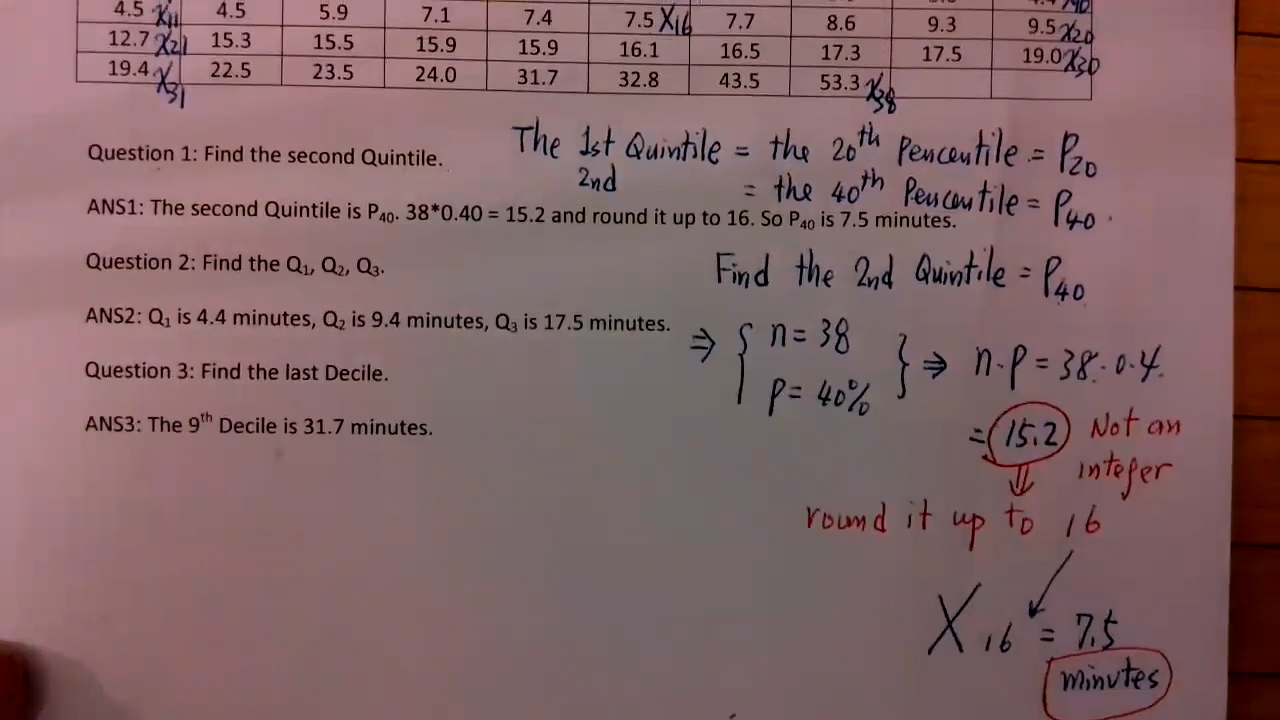 4.5 X11 4.5 5.9 7.1 7.4 7.5 X16 7.7 8.6 9.3 9.5 X20
12.7 X21 15.3 15.5 15.9 15.9 16.1 16.5 17.3 17.5 19.0 X30
19.4 X31 22.5 23.5 24.0 31.7 32.8 43.5 53.3 X38
The 1st Quintile = the 20th Pencentile = P20
Question 1: Find the second Quintile.
2nd = the 40th Pencentile = P40.
ANS1: The second Quintile is P40. 38*0.40 = 15.2 and round it up to 16. So P40 is 7.5 minutes.
Question 2: Find the Q1, Q2, Q3.
Find the 2nd Quintile = P40
ANS2: Q1 is 4.4 minutes, Q2 is 9.4 minutes, Q3 is 17.5 minutes.
⇒ { n = 38
p = 40% } ⇒ n·p = 38·0.4
Question 3: Find the last Decile.
ANS3: The 9th Decile is 31.7 minutes.
= 15.2 Not an
integer
⇓
round it up to 16
X16 = 7.5
minutes